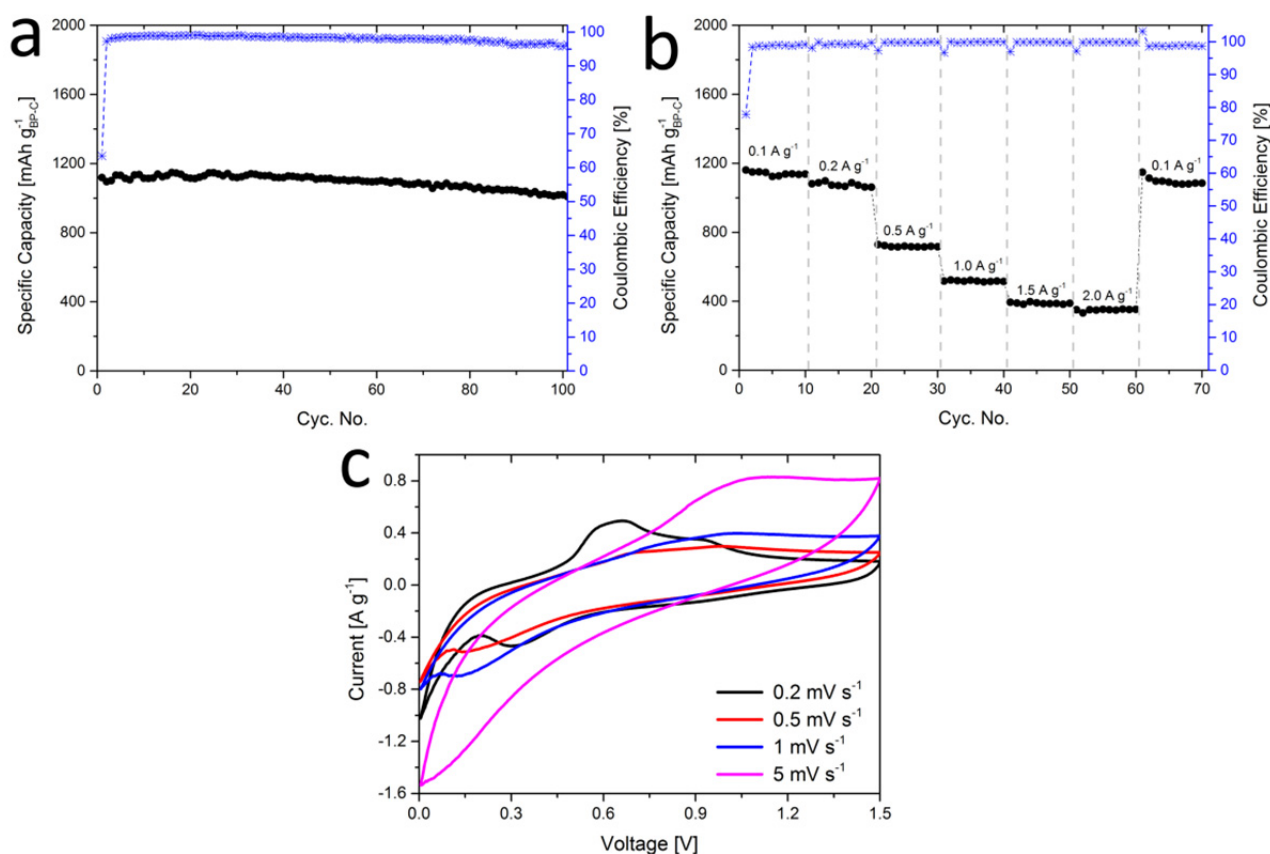 a
2000
1600
1200
800
400
0
Specific Capacity [mAh g⁻¹BP-C]
100
90
80
70
60
50
40
30
20
10
0
Coulombic Efficiency [%]
0 20 40 60 80 100
Cyc. No.
b
2000
1600
1200
800
400
0
Specific Capacity [mAh g⁻¹BP-C]
0.1 A g⁻¹
0.2 A g⁻¹
0.5 A g⁻¹
1.0 A g⁻¹
1.5 A g⁻¹
2.0 A g⁻¹
0.1 A g⁻¹
100
90
80
70
60
50
40
30
20
10
0
Coulombic Efficiency [%]
0 10 20 30 40 50 60 70
Cyc. No.
c
0.8
0.4
0.0
-0.4
-0.8
-1.2
-1.6
Current [A g⁻¹]
0.2 mV s⁻¹
0.5 mV s⁻¹
1 mV s⁻¹
5 mV s⁻¹
0.0 0.3 0.6 0.9 1.2 1.5
Voltage [V]